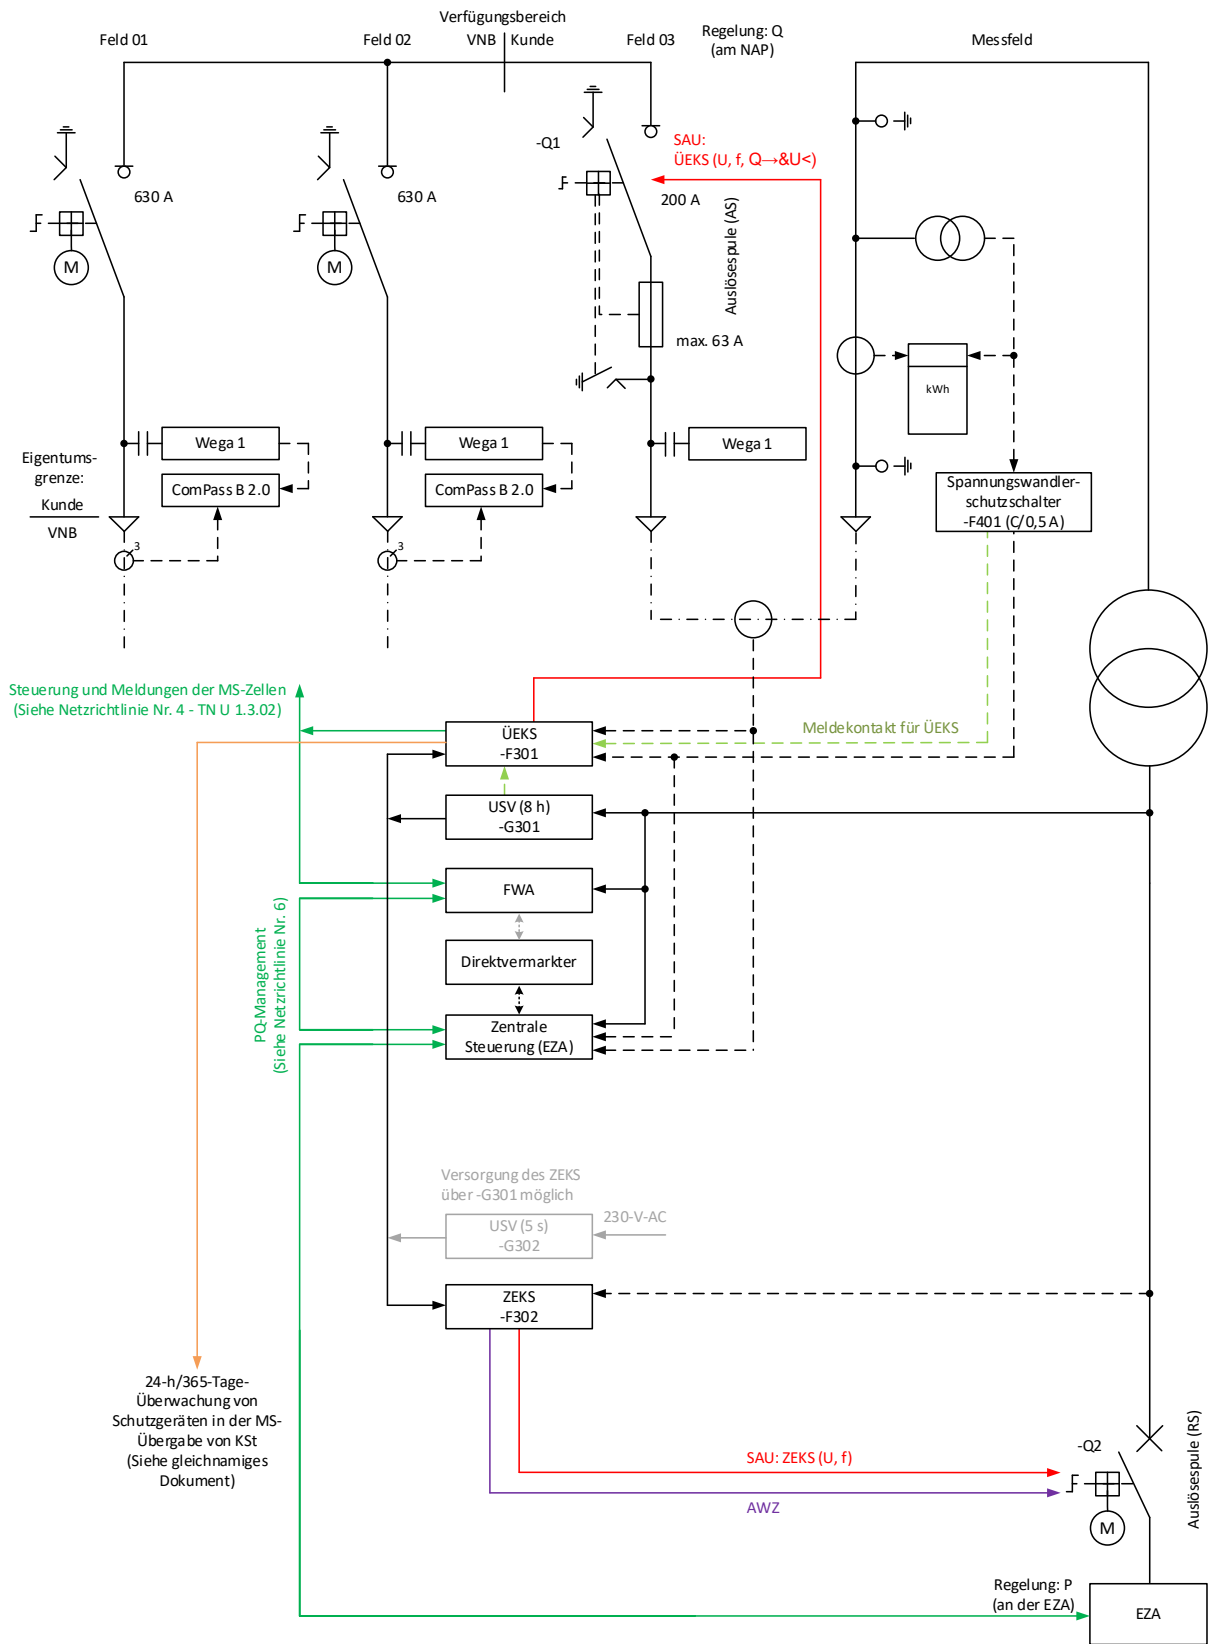 Verfügungsbereich
VNB
Kunde
Feld 01
Feld 02
Feld 03
Regelung: Q
(am NAP)
Messfeld
-Q1
SAU:
ÜEKS (U, f, Q→&U<)
630 A
630 A
200 A
Auslösespule (AS)
M
M
max. 63 A
kWh
Wega 1
Wega 1
Wega 1
Eigentums-
grenze:
Kunde
VNB
ComPass B 2.0
ComPass B 2.0
Spannungswandler-
schutzschalter
-F401 (C/0,5 A)
3
3
Steuerung und Meldungen der MS-Zellen
(Siehe Netzrichtlinie Nr. 4 - TN U 1.3.02)
ÜEKS
-F301
Meldekontakt für ÜEKS
USV (8 h)
-G301
FWA
PQ-Management
(Siehe Netzrichtlinie Nr. 6)
Direktvermarkter
Zentrale
Steuerung (EZA)
Versorgung des ZEKS
über -G301 möglich
USV (5 s)
-G302
230-V-AC
ZEKS
-F302
24-h/365-Tage-
Überwachung von
Schutzgeräten in der MS-
Übergabe von KSt
(Siehe gleichnamiges
Dokument)
SAU: ZEKS (U, f)
AWZ
-Q2
M
Auslösespule (RS)
Regelung: P
(an der EZA)
EZA